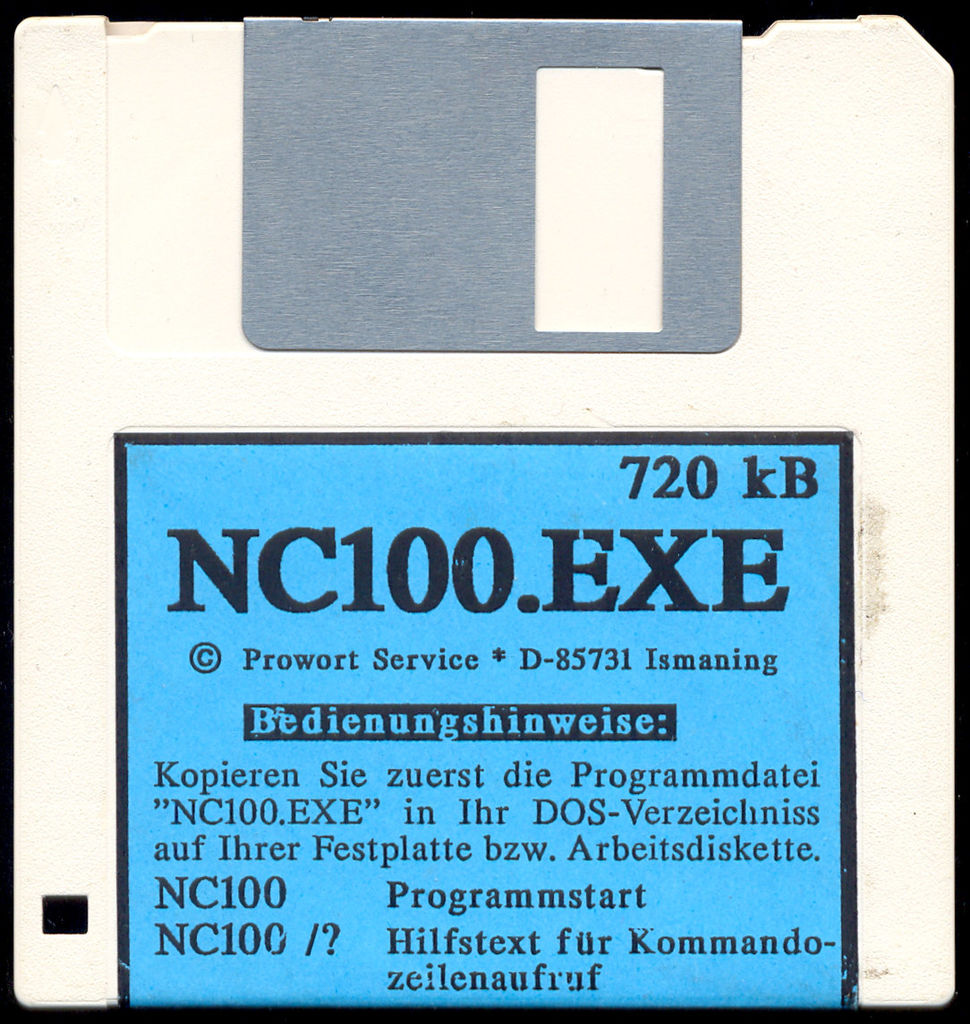 720 kB
NC100.EXE
© Prowort Service * D-85731 Ismaning
Bedienungshinweise:
Kopieren Sie zuerst die Programmdatei
"NC100.EXE" in Ihr DOS-Verzeichniss
auf Ihrer Festplatte bzw. Arbeitsdiskette.
NC100 Programmstart
NC100 /? Hilfstext für Kommando-
zeilenaufruf